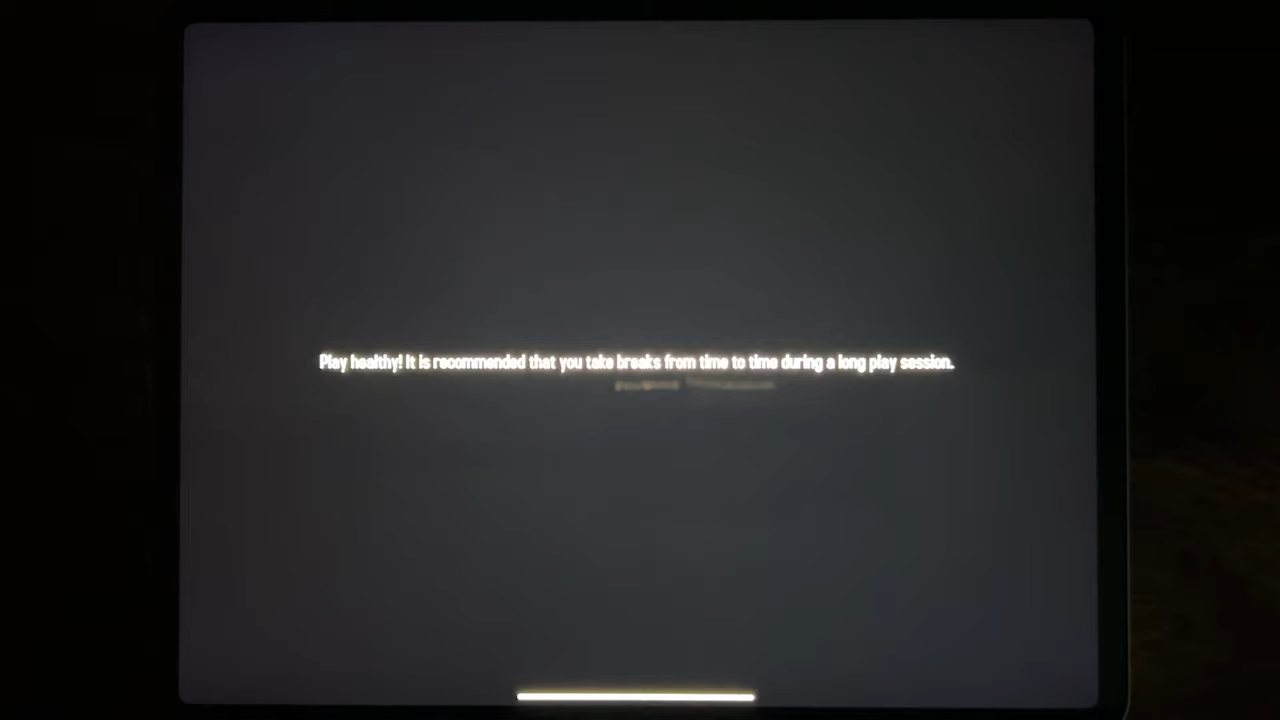 Play healthy! It is recommended that you take breaks from time to time during a long play session.